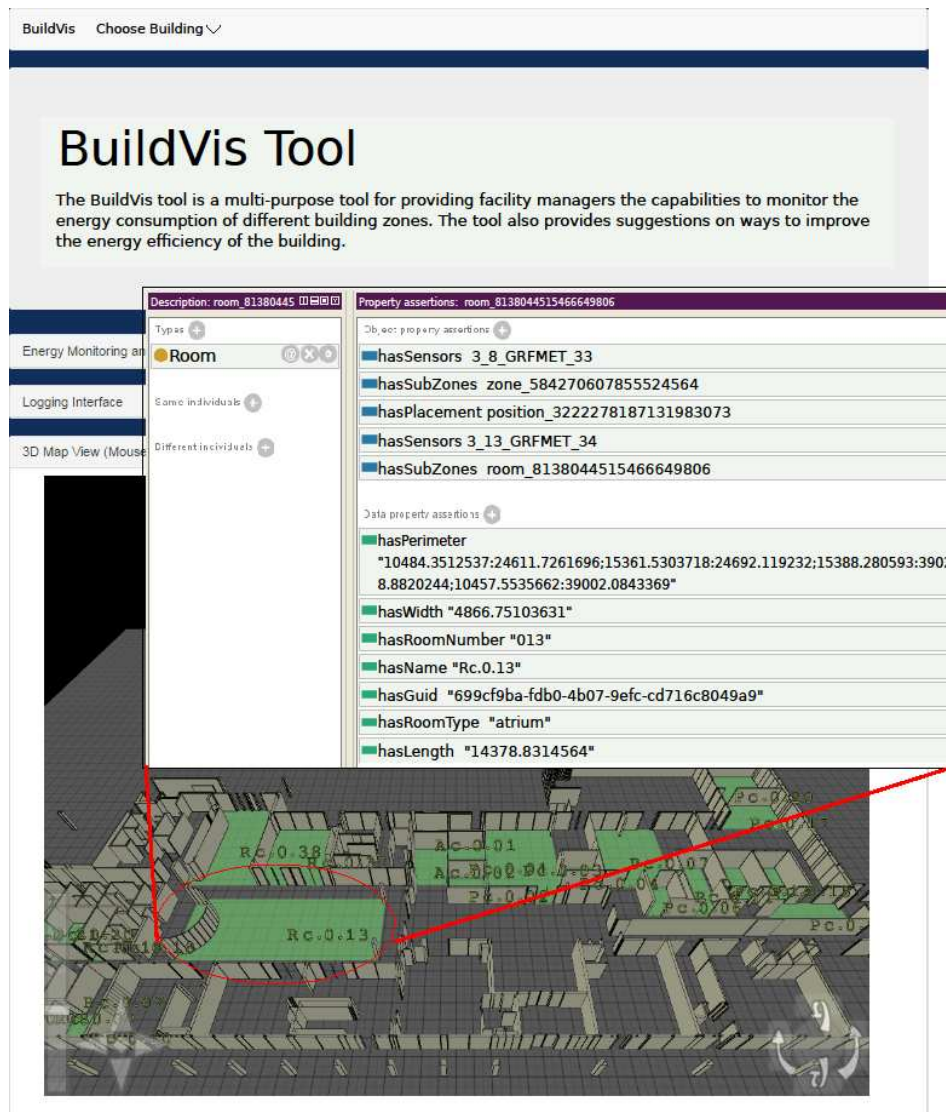 BuildVis Choose Building
BuildVis Tool
The BuildVis tool is a multi-purpose tool for providing facility managers the capabilities to monitor the
energy consumption of different building zones. The tool also provides suggestions on ways to improve
the energy efficiency of the building.
Description: room_81380445
Types
Room
Same individuals
Different individuals
Property assertions: room_8138044515466649806
Object property assertions
hasSensors 3_8_GRFMET_33
hasSubZones zone_584270607855524564
hasPlacement position_3222278187131983073
hasSensors 3_13_GRFMET_34
hasSubZones room_8138044515466649806
Data property assertions
hasPerimeter
"10484.3512537:24611.7261696;15361.5303718:24692.119232;15388.280593:3902
8.8820244;10457.5535662:39002.0843369"
hasWidth "4866.75103631"
hasRoomNumber "013"
hasName "Rc.0.13"
hasGuid "699cf9ba-fdb0-4b07-9efc-cd716c8049a9"
hasRoomType "atrium"
hasLength "14378.8314564"
Energy Monitoring an
Logging Interface
3D Map View (Mouse
Rc.0.38
Ac.0.01
Rc.0.13